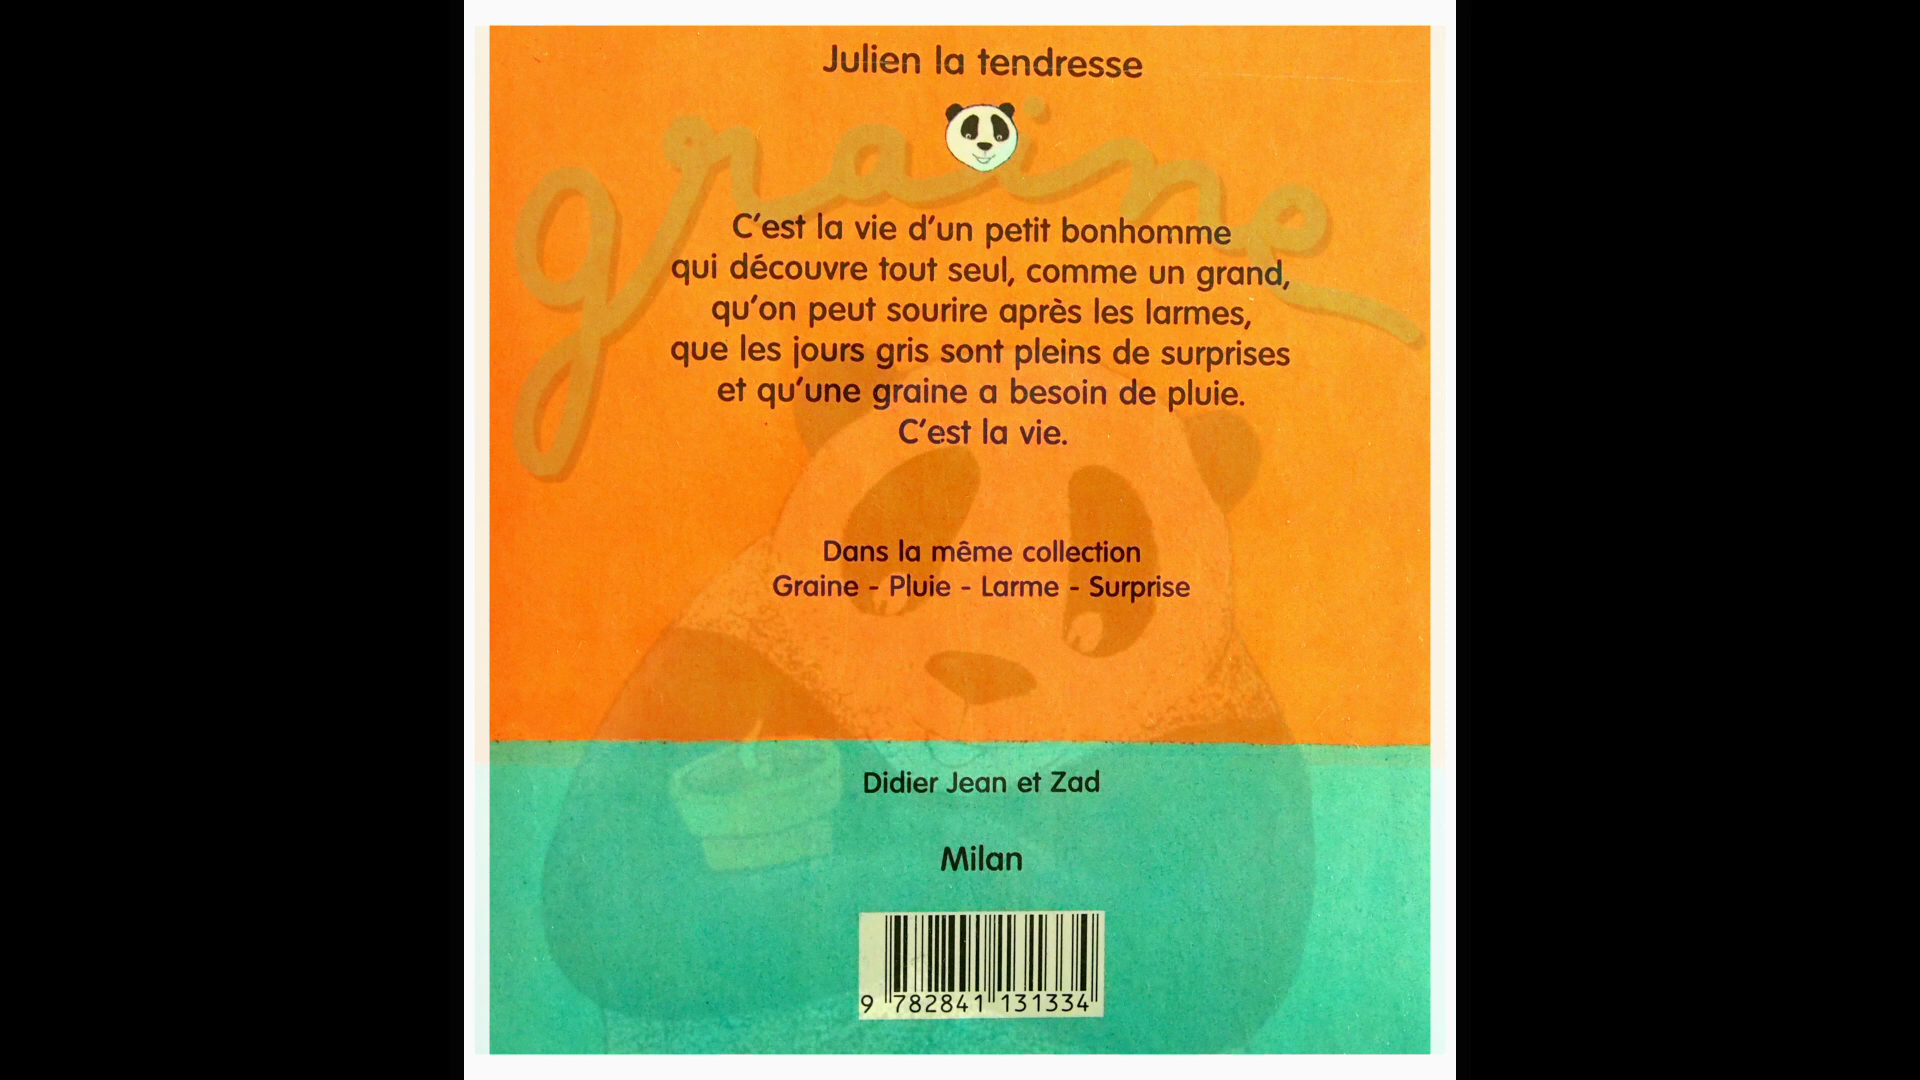 Julien la tendresse
graine
C'est la vie d'un petit bonhomme
qui découvre tout seul, comme un grand,
qu'on peut sourire après les larmes,
que les jours gris sont pleins de surprises
et qu'une graine a besoin de pluie.
C'est la vie.
Dans la même collection
Graine - Pluie - Larme - Surprise
Didier Jean et Zad
Milan
9 782841 131334